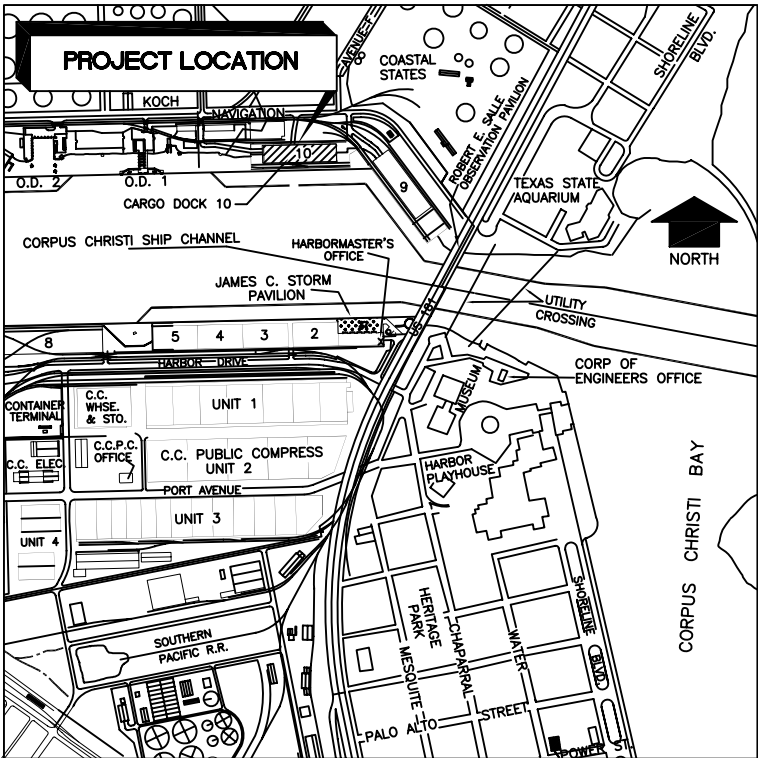 PROJECT LOCATION
AVENUE F
COASTAL
STATES
SHORELINE
BLVD.
KOCH
NAVIGATION
ROBERT E. SALLE
OBSERVATION PAVILION
10
9
O.D. 2
O.D. 1
TEXAS STATE
AQUARIUM
CARGO DOCK 10
CORPUS CHRISTI SHIP CHANNEL
HARBORMASTER'S
OFFICE
NORTH
JAMES C. STORM
PAVILION
UTILITY
CROSSING
US 181
8
5
4
3
2
HARBOR DRIVE
CORP OF
ENGINEERS OFFICE
MUSEUM
C.C.
WHSE.
& STO.
UNIT 1
CONTAINER
TERMINAL
C.C.P.C.
OFFICE
C.C. PUBLIC COMPRESS
UNIT 2
C.C. ELEC.
HARBOR
PLAYHOUSE
PORT AVENUE
UNIT 3
UNIT 4
CORPUS CHRISTI BAY
HERITAGE
PARK
MESQUITE
CHAPARRAL
WATER
SHORELINE
BLVD.
SOUTHERN
PACIFIC R.R.
PALO ALTO STREET
POWER ST.